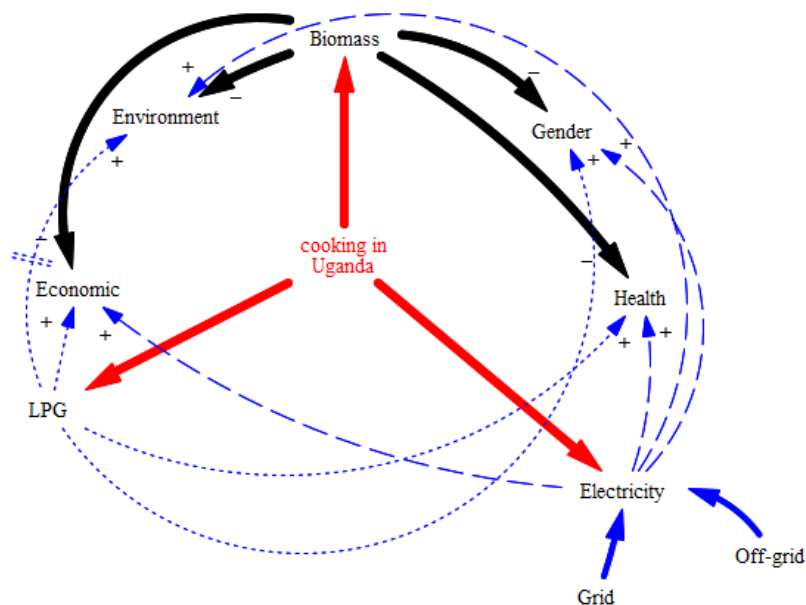 Biomass
+
−
−
Environment
Gender
+
+
+
cooking in
Uganda
−
−
Economic
Health
+
+
+
+
LPG
Electricity
Off-grid
Grid